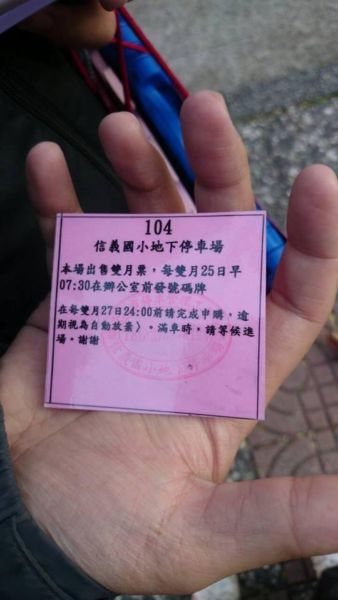 104
信義國小地下停車場
本場出售雙月票，每雙月25日早
07:30在辦公室前發號碼牌
在每雙月27日24:00前請完成申購，逾
期視為自動放棄）。滿車時，請等候進
場。謝謝